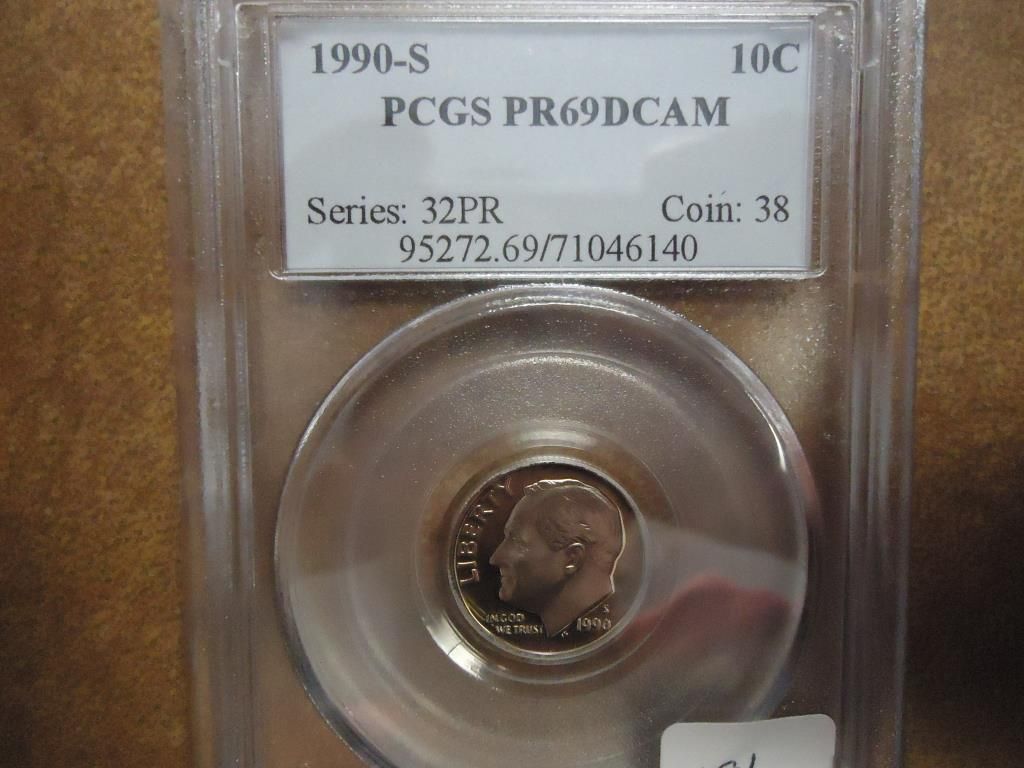 1990-S 10C
PCGS PR69DCAM
Series: 32PR Coin: 38
95272.69/71046140
LIBERTY
IN GOD
WE TRUST
S
1990